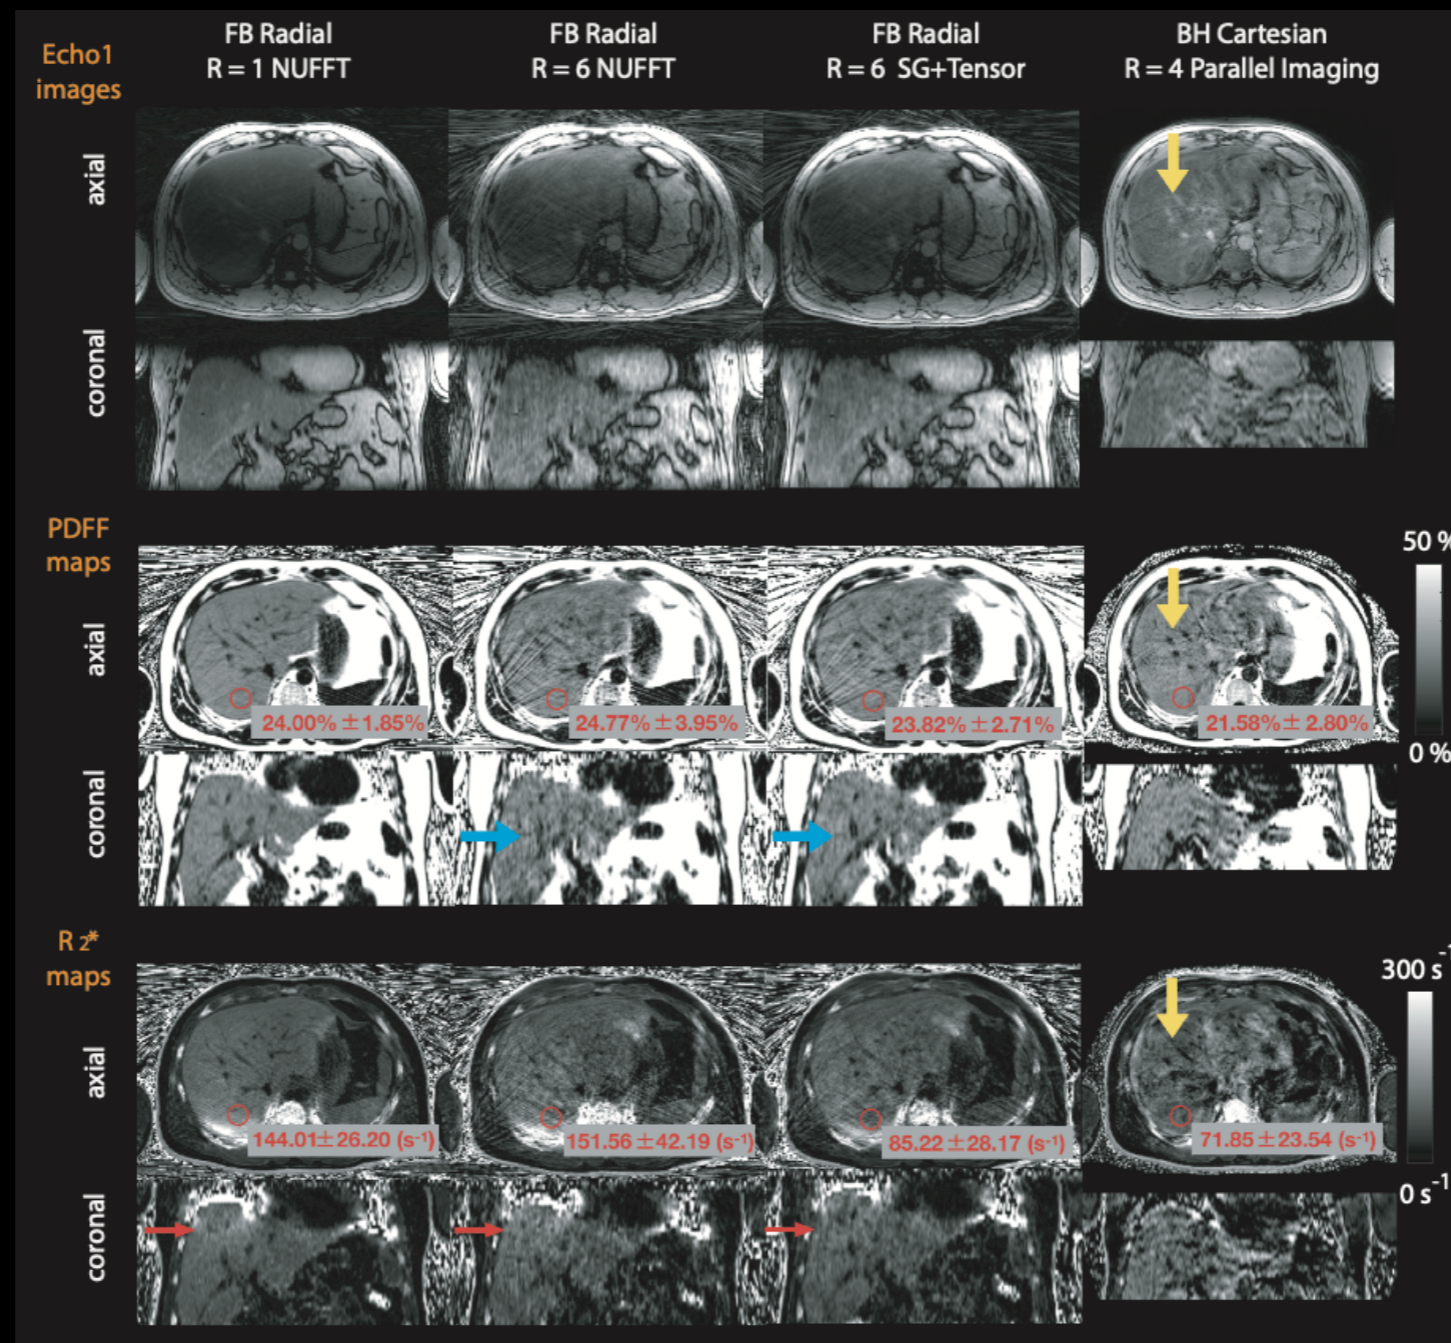 FB Radial
R = 1 NUFFT
FB Radial
R = 6 NUFFT
FB Radial
R = 6 SG+Tensor
BH Cartesian
R = 4 Parallel Imaging
Echo1
images
axial
coronal
PDFF
maps
50 %
axial
24.00% ± 1.85%
24.77% ± 3.95%
23.82% ± 2.71%
21.58% ± 2.80%
0 %
coronal
R 2*
maps
300 s-1
axial
144.01± 26.20 (s-1)
151.56 ± 42.19 (s-1)
85.22 ± 28.17 (s-1)
71.85 ± 23.54 (s-1)
0 s-1
coronal